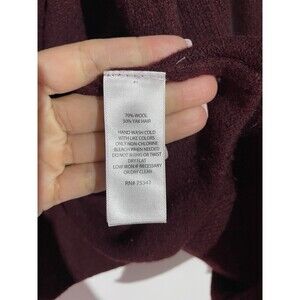 70% WOOL
30% YAK HAIR
HAND WASH COLD
WITH LIKE COLORS
ONLY NON-CHLORINE
BLEACH WHEN NEEDED
DO NOT WRING OR TWIST
DRY FLAT
LOW IRON IF NECESSARY
OR DRY CLEAN
RN# 75347